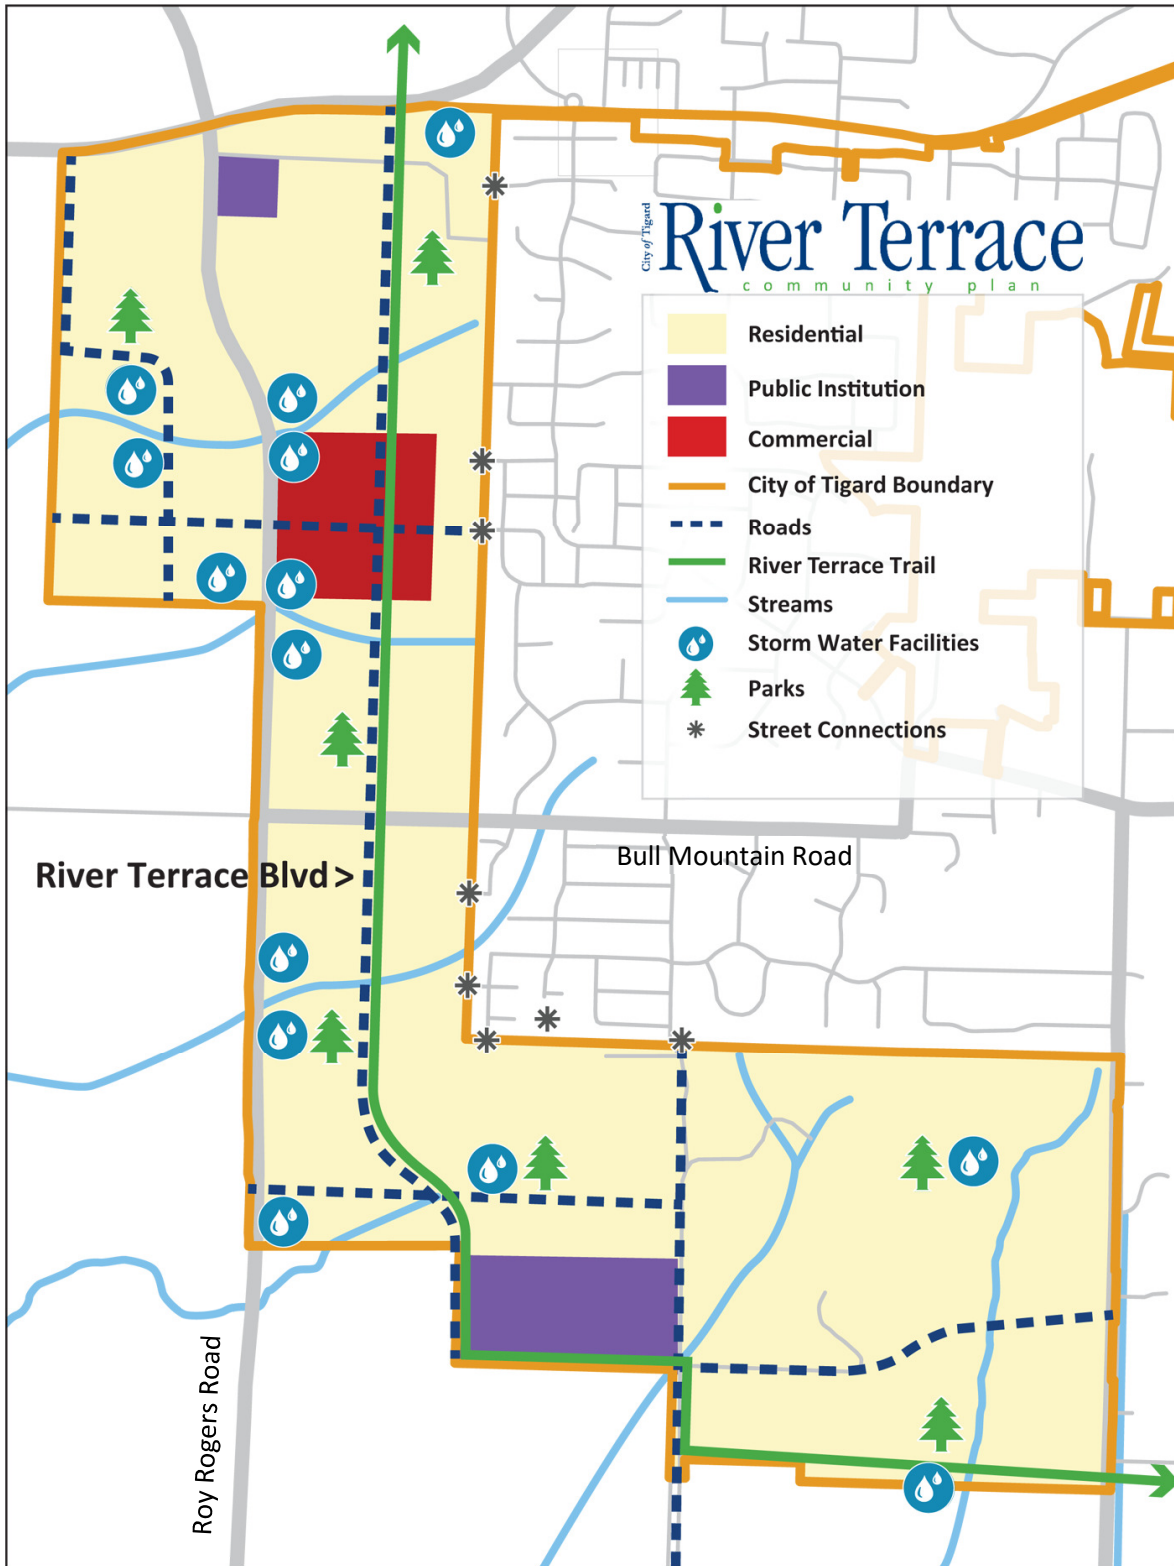 City of Tigard
River Terrace
community plan
Residential
Public Institution
Commercial
City of Tigard Boundary
Roads
River Terrace Trail
Streams
Storm Water Facilities
Parks
Street Connections
Bull Mountain Road
River Terrace Blvd >
Roy Rogers Road